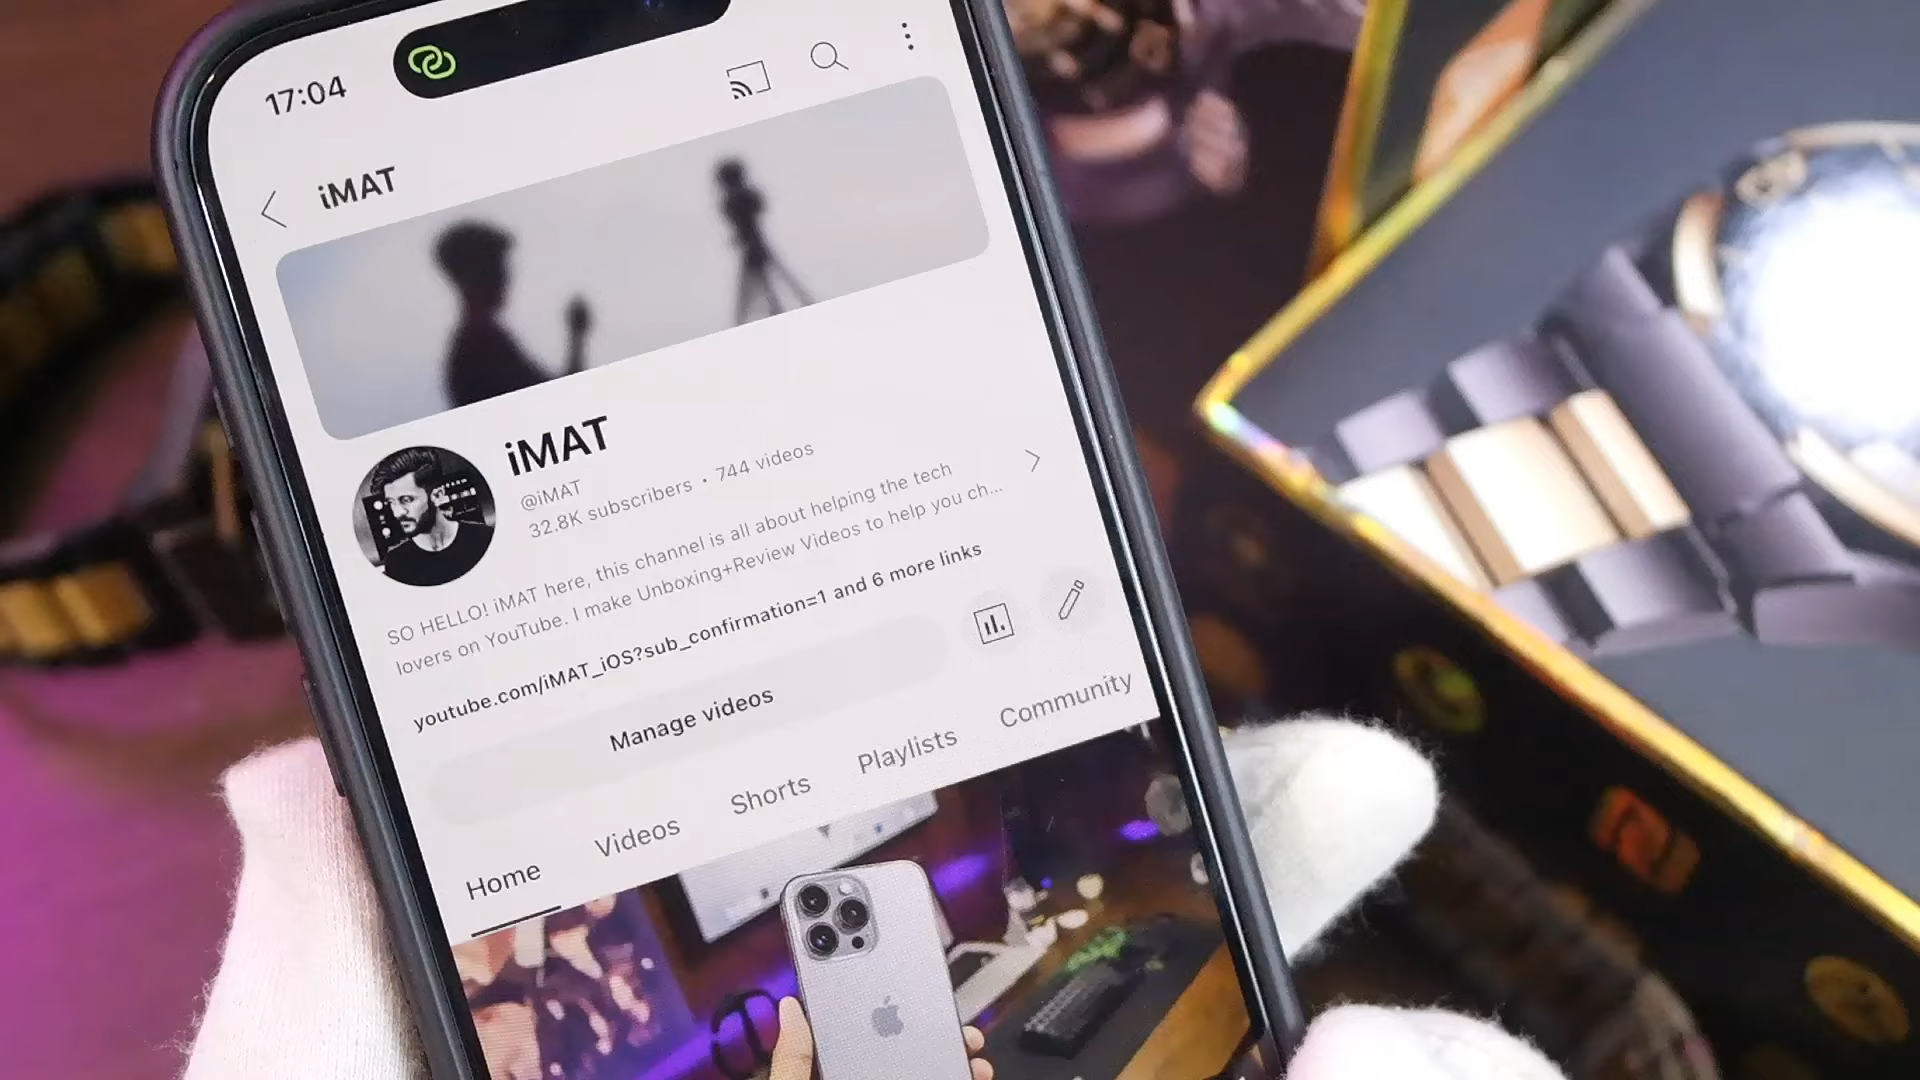 17:04
iMAT
iMAT
@iMAT
32.8K subscribers • 744 videos
SO HELLO! iMAT here, this channel is all about helping the tech
lovers on YouTube. I make Unboxing+Review Videos to help you ch...
youtube.com/iMAT_iOS?sub_confirmation=1 and 6 more links
Manage videos
Home Videos Shorts Playlists Community